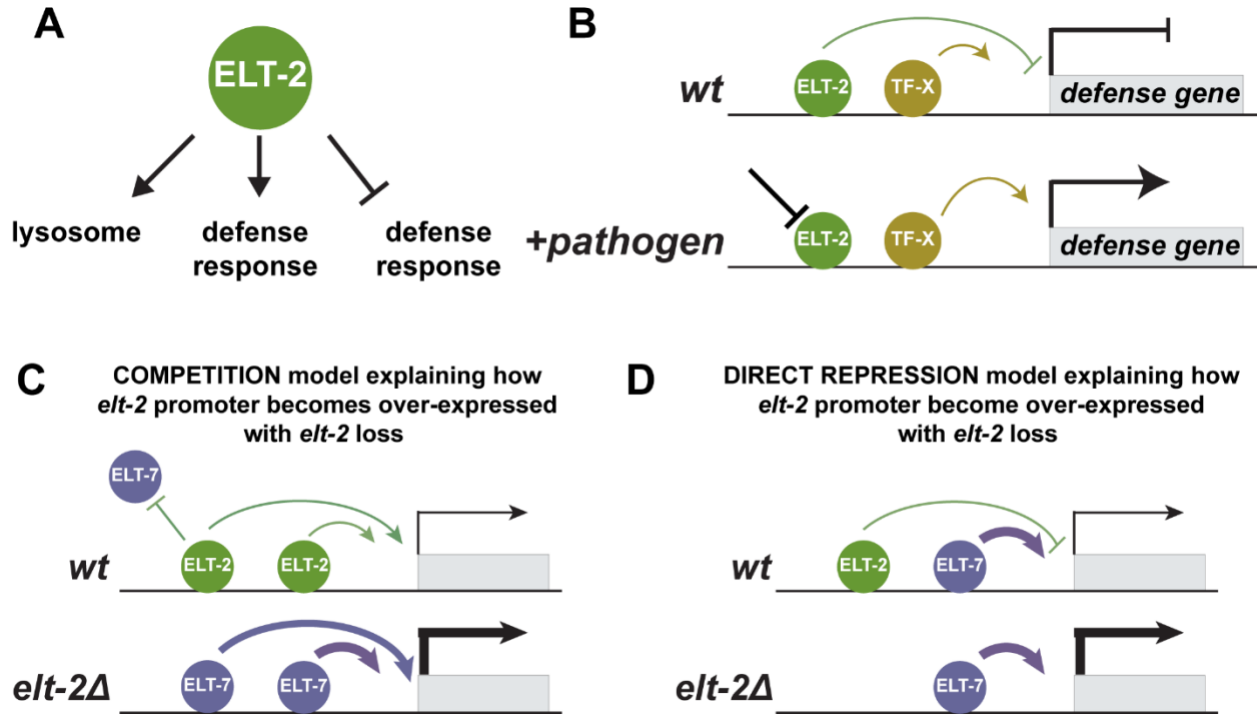 A
ELT-2
lysosome
defense
response
defense
response
B
wt
ELT-2
TF-X
defense gene
+pathogen
ELT-2
TF-X
defense gene
C
COMPETITION model explaining how
elt-2 promoter becomes over-expressed
with elt-2 loss
ELT-7
wt
ELT-2
ELT-2
elt-2Δ
ELT-7
ELT-7
D
DIRECT REPRESSION model explaining how
elt-2 promoter become over-expressed
with elt-2 loss
wt
ELT-2
ELT-7
elt-2Δ
ELT-7